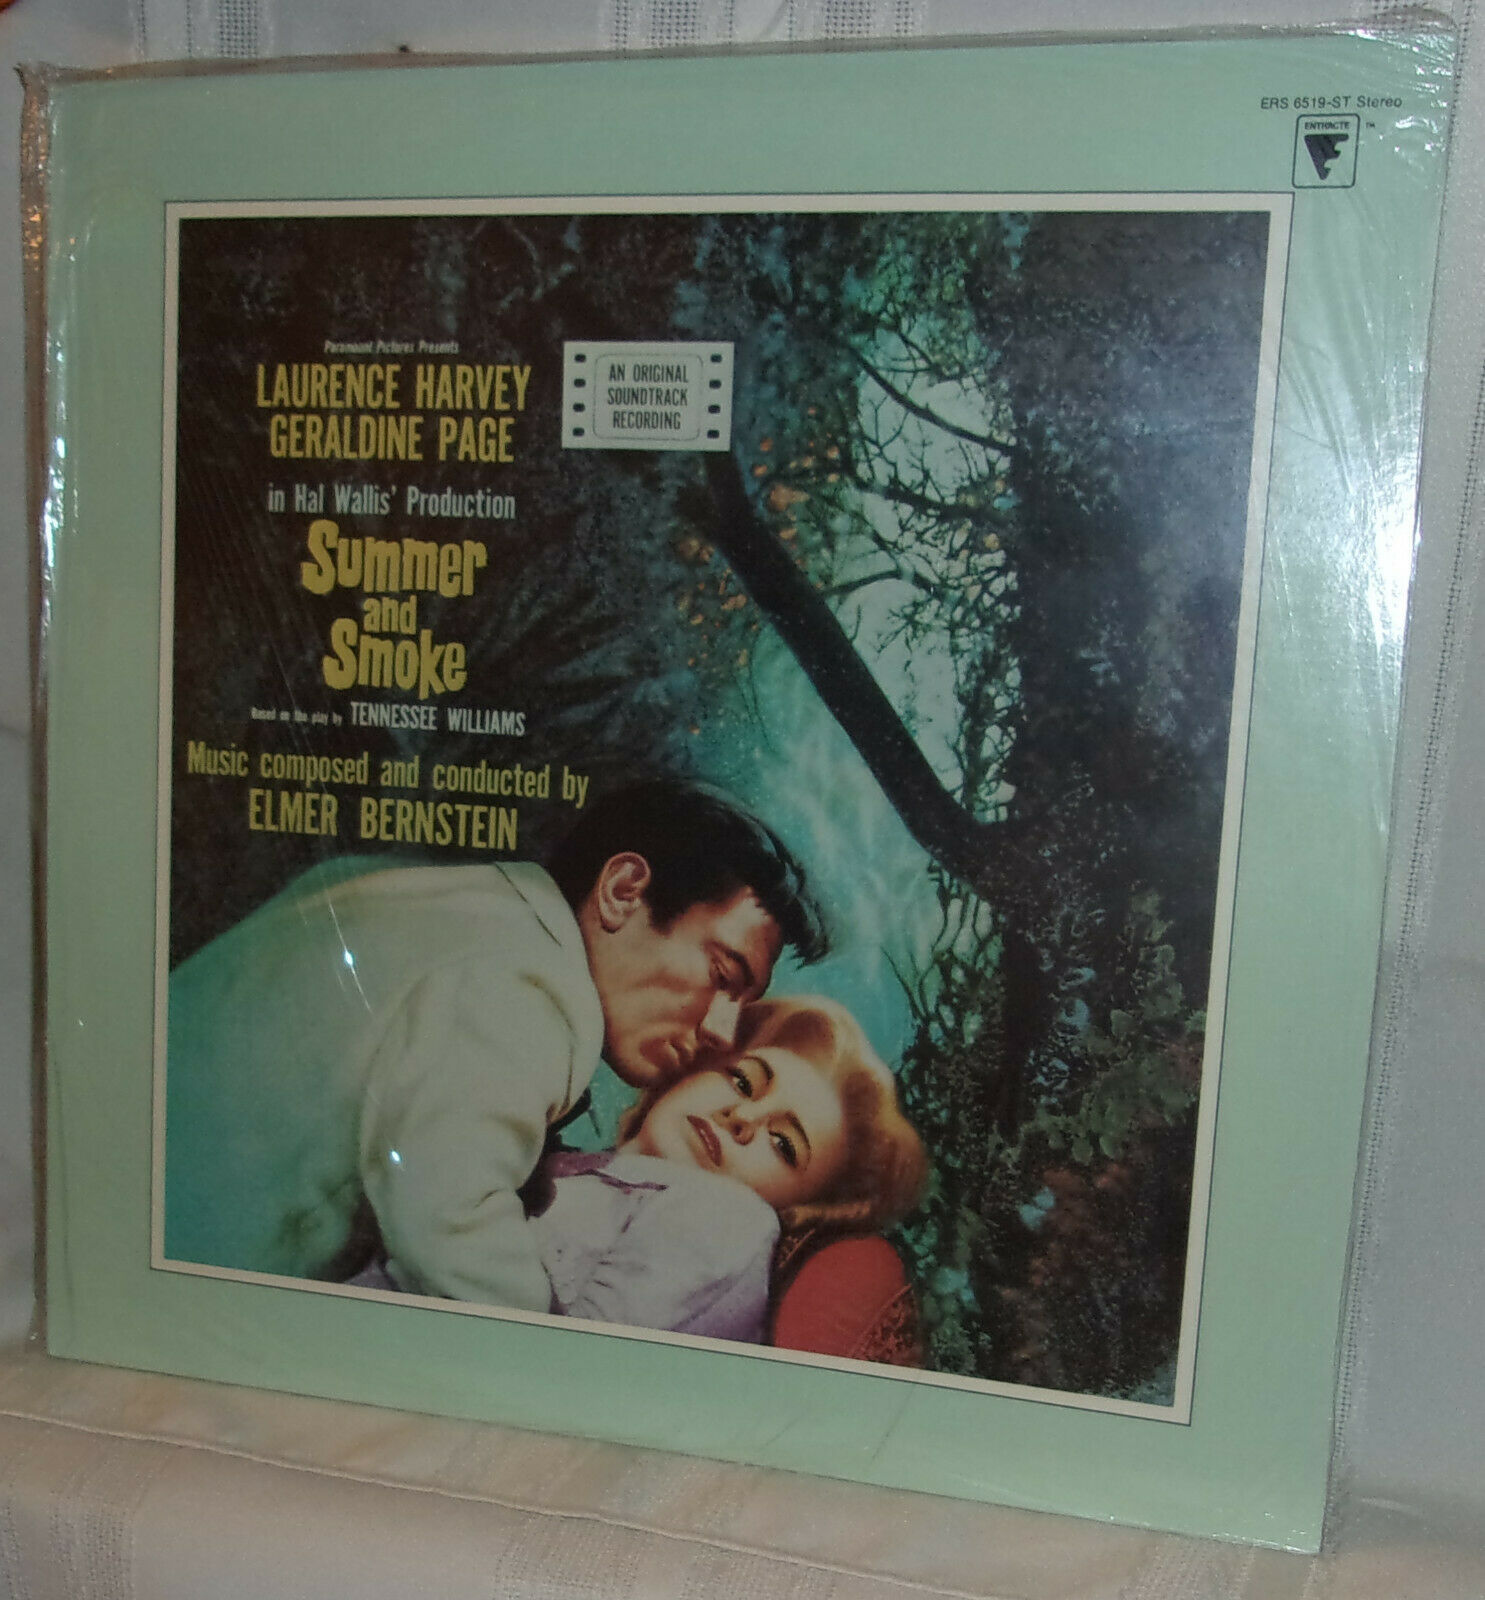 ERS 6519-ST Stereo
ENTRACTE ™
Paramount Pictures Presents
LAURENCE HARVEY
GERALDINE PAGE
AN ORIGINAL
SOUNDTRACK
RECORDING
in Hal Wallis' Production
Summer
and
Smoke
Based on the play by TENNESSEE WILLIAMS
Music composed and conducted by
ELMER BERNSTEIN